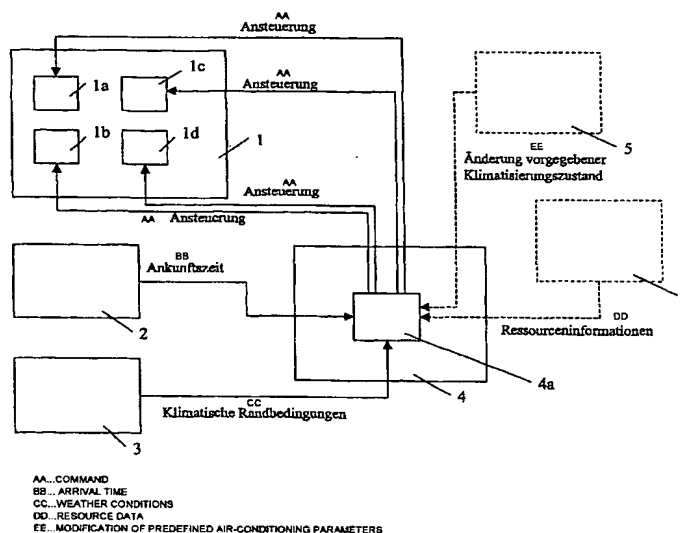 AA
Ansteuerung
1c
AA
Ansteuerung
1a
1b
1d
1
AA
Ansteuerung
AA
Ansteuerung
EE
5
Änderung vorgegebener
Klimatisierungszustand
BB
Ankunftszeit
2
DD
Ressourceninformationen
4a
4
CC
Klimatische Randbedingungen
3
AA...COMMAND
BB... ARRIVAL TIME
CC...WEATHER CONDITIONS
DD...RESOURCE DATA
EE...MODIFICATION OF PREDEFINED AIR-CONDITIONING PARAMETERS